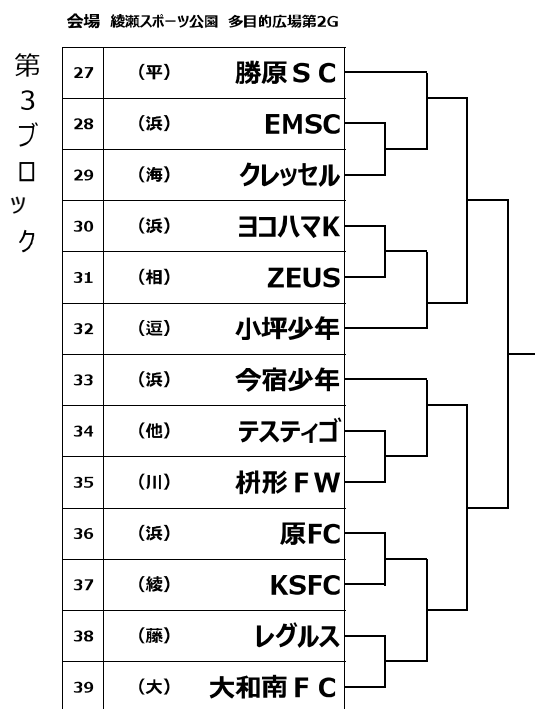 会場 綾瀬スポーツ公園 多目的広場第2G
第3ブロック
27 （平） 勝原ＳＣ
28 （浜） EMSC
29 （海） クレッセル
30 （浜） ヨコハマK
31 （相） ZEUS
32 （逗） 小坪少年
33 （浜） 今宿少年
34 （他） テスティゴ
35 （川） 枡形ＦＷ
36 （浜） 原FC
37 （綾） KSFC
38 （藤） レグルス
39 （大） 大和南ＦＣ